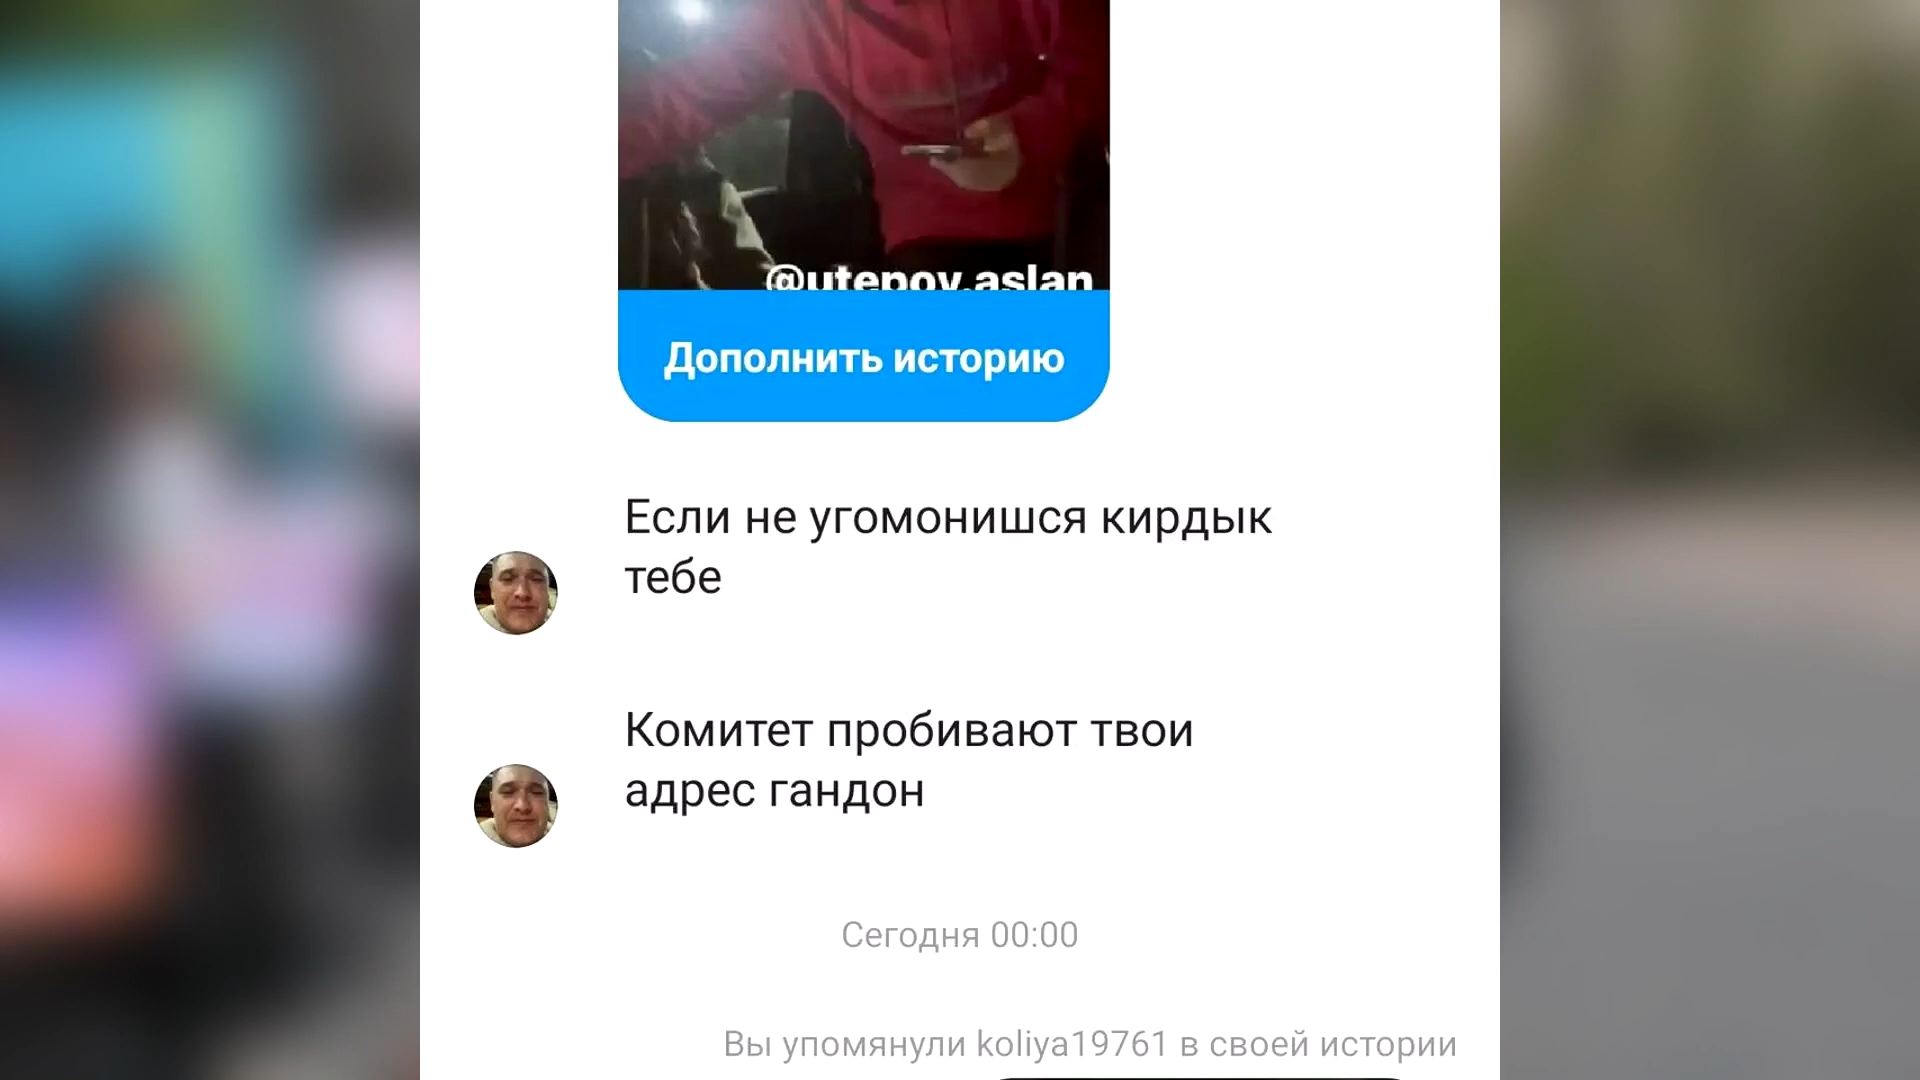 @utepov.aslan
Дополнить историю
Если не угомонишся кирдык
тебе
Комитет пробивают твои
адрес гандон
Сегодня 00:00
Вы упомянули koliya19761 в своей истории